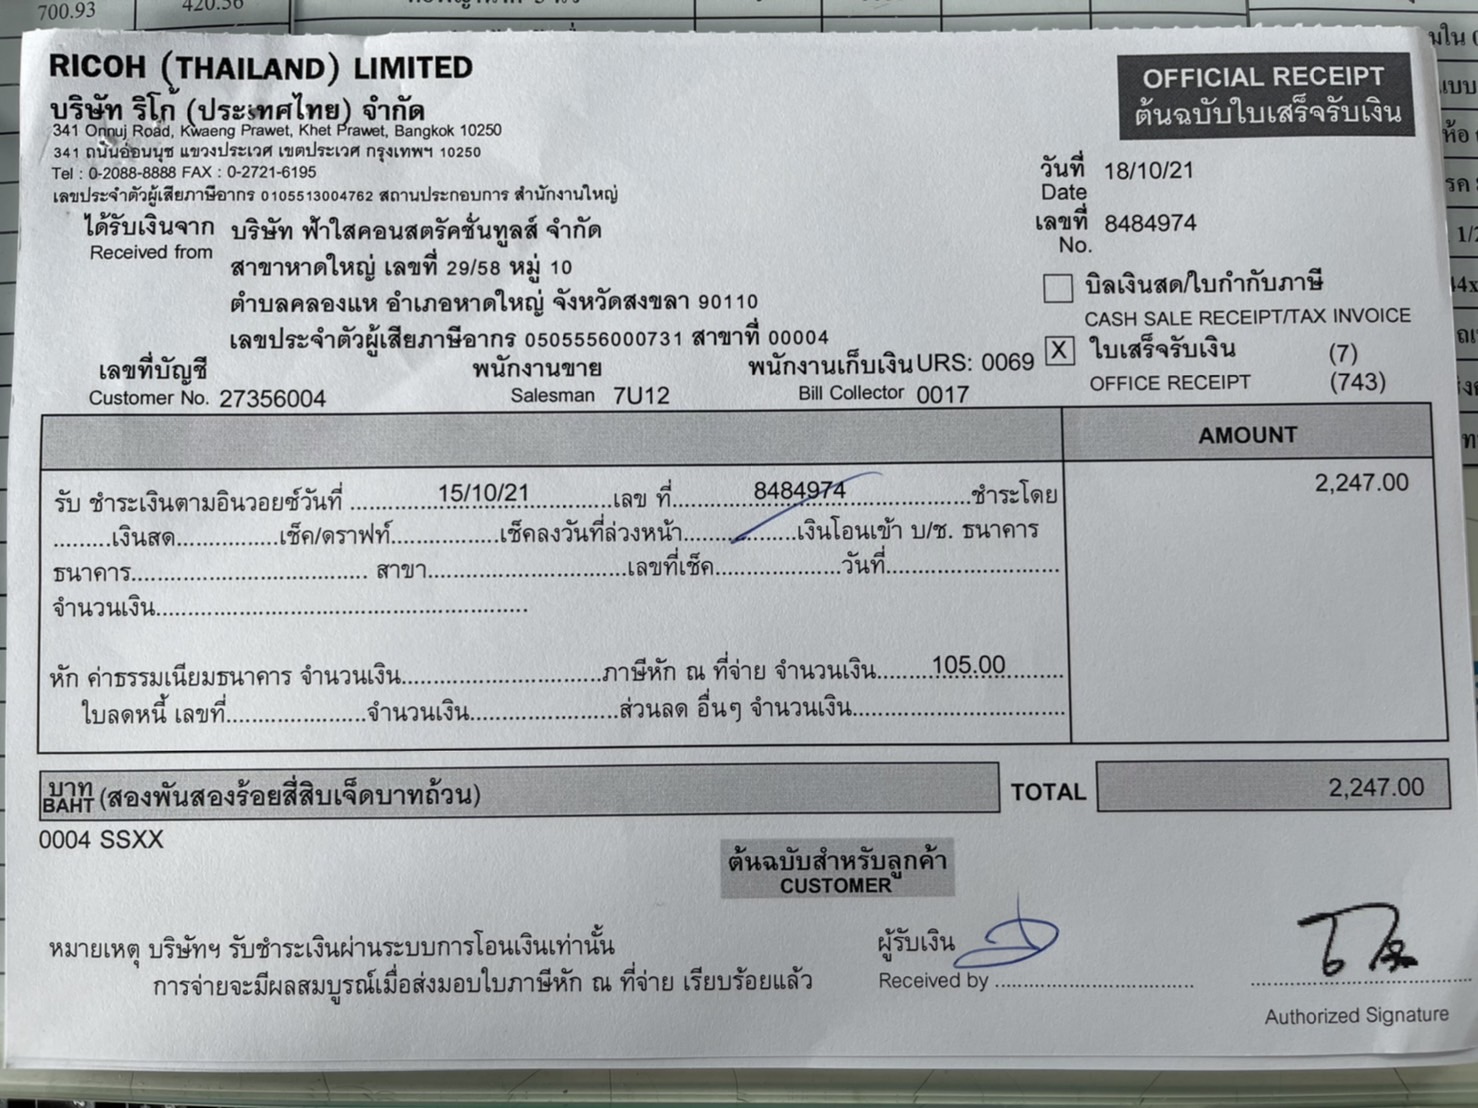 700.93
420.56
RICOH (THAILAND) LIMITED
บริษัท ริโก้ (ประเทศไทย) จำกัด
341 Onnuj Road, Kwaeng Prawet, Khet Prawet, Bangkok 10250
341 ถนนอ่อนนุช แขวงประเวศ เขตประเวศ กรุงเทพฯ 10250
Tel : 0-2088-8888 FAX : 0-2721-6195
เลขประจำตัวผู้เสียภาษีอากร 0105513004762 สถานประกอบการ สำนักงานใหญ่
OFFICIAL RECEIPT
ต้นฉบับใบเสร็จรับเงิน
วันที่ 18/10/21
Date
เลขที่ 8484974
No.
ได้รับเงินจาก บริษัท ฟ้าใสคอนสตรัคชั่นทูลส์ จำกัด
Received from
สาขาหาดใหญ่ เลขที่ 29/58 หมู่ 10
ตำบลคลองแห อำเภอหาดใหญ่ จังหวัดสงขลา 90110
เลขประจำตัวผู้เสียภาษีอากร 0505556000731 สาขาที่ 00004
บิลเงินสด/ใบกำกับภาษี
CASH SALE RECEIPT/TAX INVOICE
X ใบเสร็จรับเงิน (7)
OFFICE RECEIPT (743)
เลขที่บัญชี พนักงานขาย พนักงานเก็บเงิน URS: 0069
Customer No. 27356004 Salesman 7U12 Bill Collector 0017
AMOUNT
รับ ชำระเงินตามอินวอยซ์วันที่ ........15/10/21........เลข ที่........8484974........ชำระโดย 2,247.00
.........เงินสด................เช็ค/ดราฟท์.................เช็คลงวันที่ล่วงหน้า.................เงินโอนเข้า บ/ช. ธนาคาร
ธนาคาร................................... สาขา.............................เลขที่เช็ค...................วันที่..........................
จำนวนเงิน.......................................................
หัก ค่าธรรมเนียมธนาคาร จำนวนเงิน.............................ภาษีหัก ณ ที่จ่าย จำนวนเงิน........105.00........
ใบลดหนี้ เลขที่....................จำนวนเงิน......................ส่วนลด อื่นๆ จำนวนเงิน................................
บาท
BAHT (สองพันสองร้อยสี่สิบเจ็ดบาทถ้วน) TOTAL 2,247.00
0004 SSXX
ต้นฉบับสำหรับลูกค้า
CUSTOMER
หมายเหตุ บริษัทฯ รับชำระเงินผ่านระบบการโอนเงินเท่านั้น
การจ่ายจะมีผลสมบูรณ์เมื่อส่งมอบใบภาษีหัก ณ ที่จ่าย เรียบร้อยแล้ว
ผู้รับเงิน
Received by ..............................
Authorized Signature